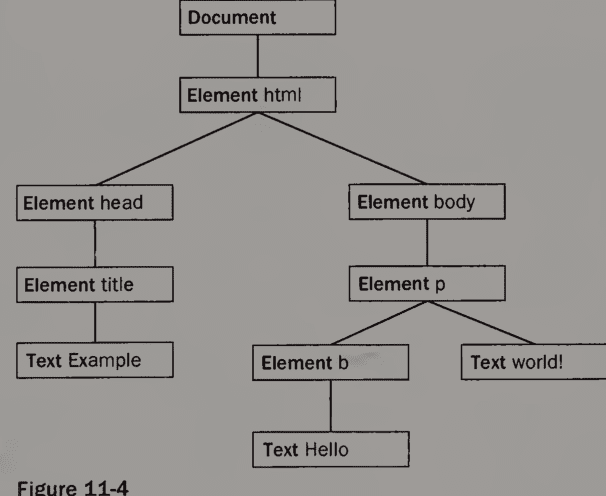 Document
Element html
Element head
Element body
Element title
Element p
Text Example
Element b
Text world!
Text Hello
Figure 11-4